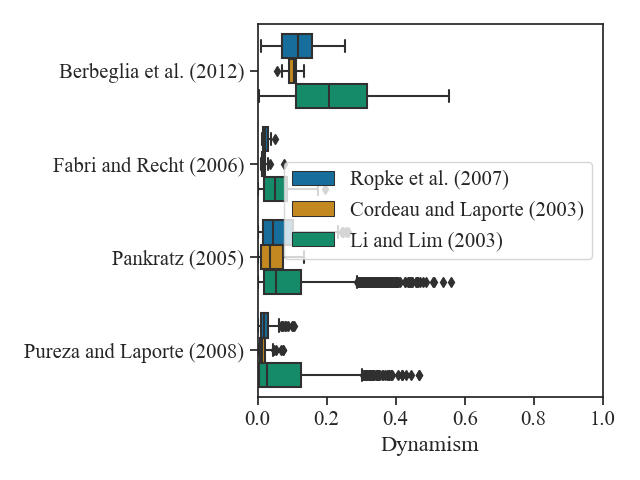 Berbeglia et al. (2012)
Fabri and Recht (2006)
Pankratz (2005)
Pureza and Laporte (2008)
Ropke et al. (2007)
Cordeau and Laporte (2003)
Li and Lim (2003)
0.0 0.2 0.4 0.6 0.8 1.0
Dynamism